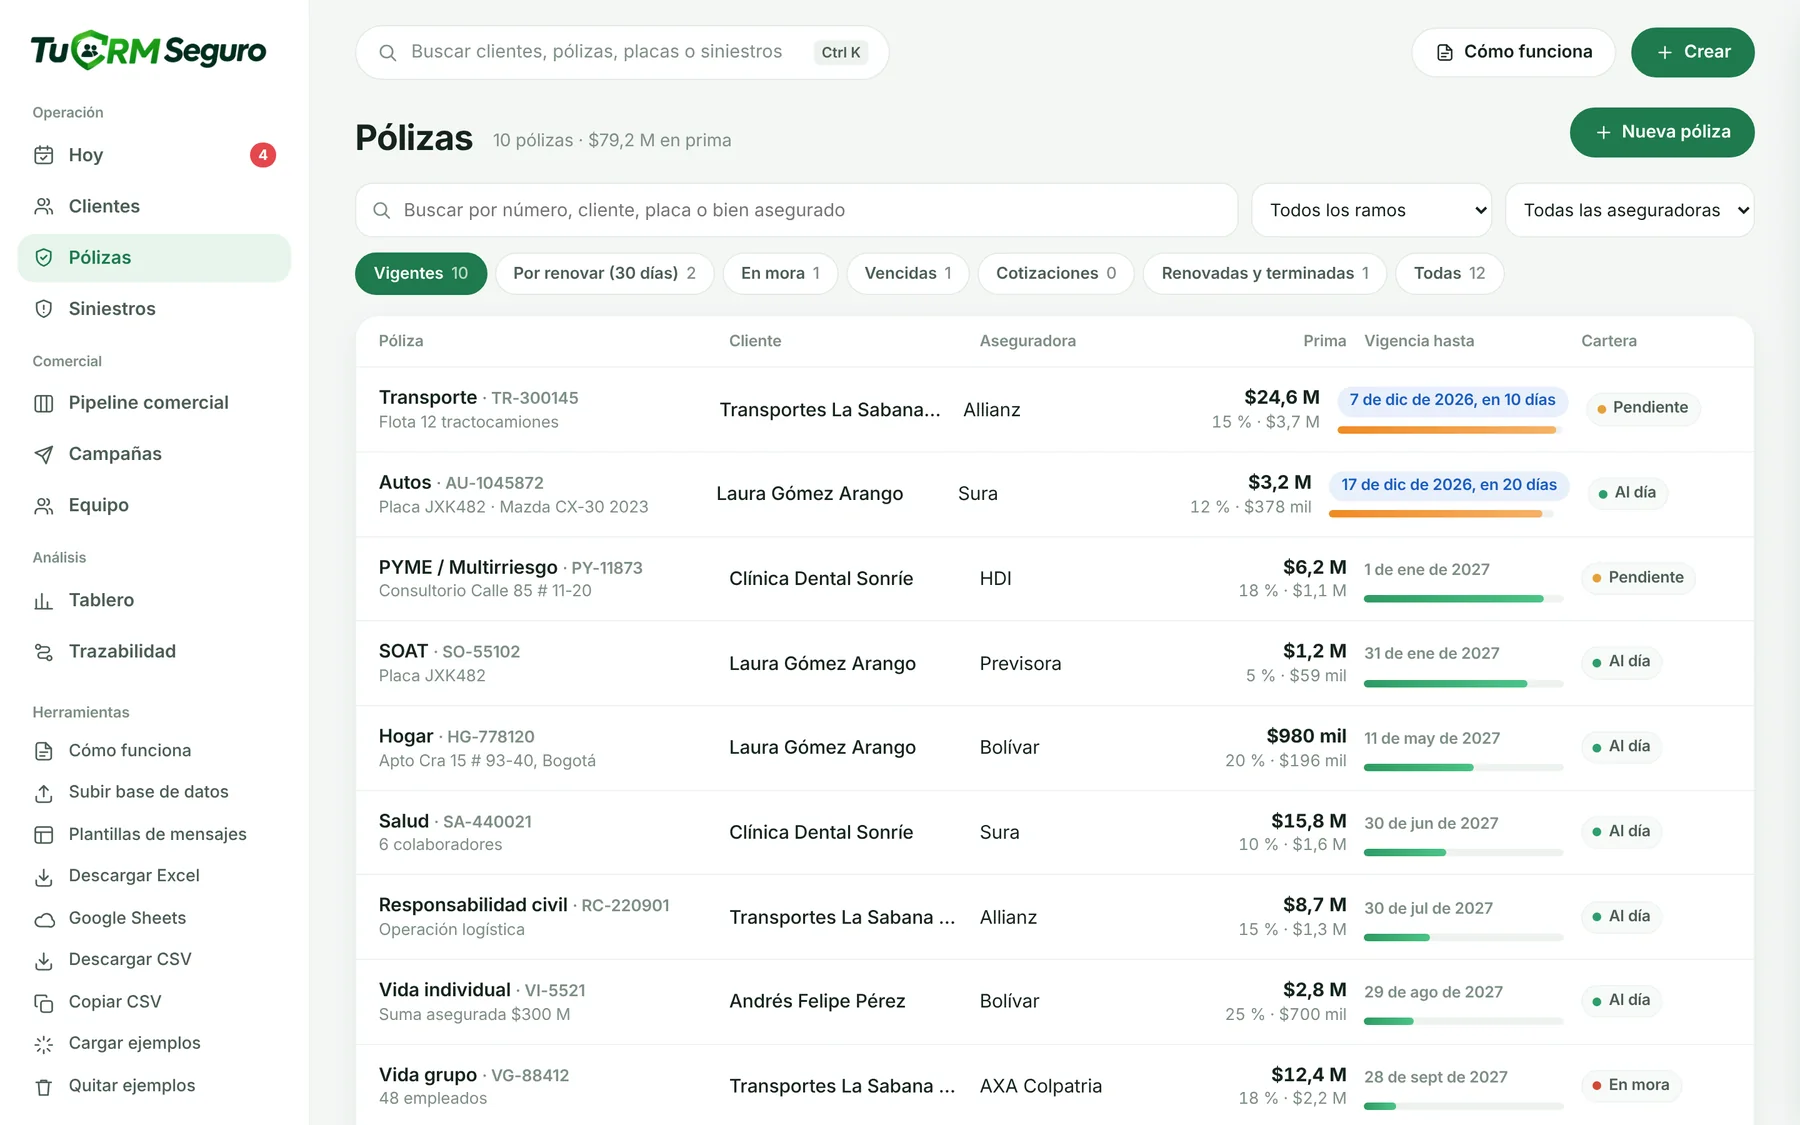 TuCRM Seguro
Operación
Hoy 4
Clientes
Pólizas
Siniestros
Comercial
Pipeline comercial
Campañas
Equipo
Análisis
Tablero
Trazabilidad
Herramientas
Cómo funciona
Subir base de datos
Plantillas de mensajes
Descargar Excel
Google Sheets
Descargar CSV
Copiar CSV
Cargar ejemplos
Quitar ejemplos
Buscar clientes, pólizas, placas o siniestros Ctrl K
Cómo funciona
+ Crear
Pólizas 10 pólizas · $79,2 M en prima
+ Nueva póliza
Buscar por número, cliente, placa o bien asegurado
Todos los ramos
Todas las aseguradoras
Vigentes 10 Por renovar (30 días) 2 En mora 1 Vencidas 1 Cotizaciones 0 Renovadas y terminadas 1 Todas 12
Póliza Cliente Aseguradora Prima Vigencia hasta Cartera
Transporte · TR-300145 Transportes La Sabana... Allianz $24,6 M 7 de dic de 2026, en 10 días Pendiente
Flota 12 tractocamiones 15 % · $3,7 M
Autos · AU-1045872 Laura Gómez Arango Sura $3,2 M 17 de dic de 2026, en 20 días Al día
Placa JXK482 · Mazda CX-30 2023 12 % · $378 mil
PYME / Multirriesgo · PY-11873 Clínica Dental Sonríe HDI $6,2 M 1 de ene de 2027 Pendiente
Consultorio Calle 85 # 11-20 18 % · $1,1 M
SOAT · SO-55102 Laura Gómez Arango Previsora $1,2 M 31 de ene de 2027 Al día
Placa JXK482 5 % · $59 mil
Hogar · HG-778120 Laura Gómez Arango Bolívar $980 mil 11 de may de 2027 Al día
Apto Cra 15 # 93-40, Bogotá 20 % · $196 mil
Salud · SA-440021 Clínica Dental Sonríe Sura $15,8 M 30 de jun de 2027 Al día
6 colaboradores 10 % · $1,6 M
Responsabilidad civil · RC-220901 Transportes La Sabana ... Allianz $8,7 M 30 de jul de 2027 Al día
Operación logística 15 % · $1,3 M
Vida individual · VI-5521 Andrés Felipe Pérez Bolívar $2,8 M 29 de ago de 2027 Al día
Suma asegurada $300 M 25 % · $700 mil
Vida grupo · VG-88412 Transportes La Sabana ... AXA Colpatria $12,4 M 28 de sept de 2027 En mora
48 empleados 18 % · $2,2 M